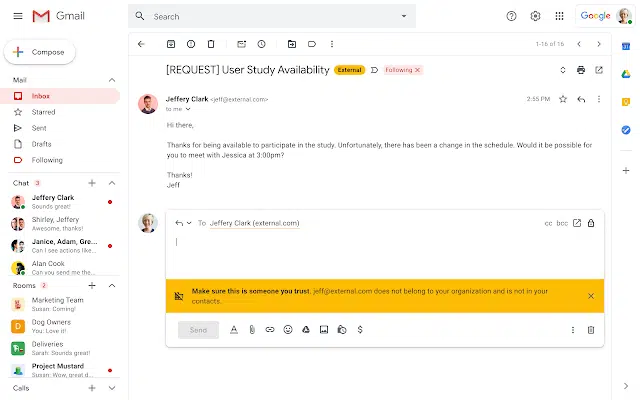 Gmail
Search
Google
Compose
1-16 of 16
[REQUEST] User Study Availability External Following
Mail
Inbox
Starred
Sent
Drafts
Following
Jeffery Clark <jeff@external.com>
2:55 PM
to me
Hi there,
Thanks for being available to participate in the study. Unfortunately, there has been a change in the schedule. Would it be possible for
you to meet with Jessica at 3:00pm?
Thanks!
Jeff
Chat 3
Jeffery Clark
Sounds great!
Shirley, Jeffery
Awesome, thanks!
Janice, Adam, Gre...
Can I see actions like...
Alan Cook
Can you send me the...
Rooms 2
Marketing Team
Susan: Momentum...
Dog Owners
You: Love it!
Deliveries
Sarah: Sounds great!
Project Mustard
Susan: Wow, great d...
Calls
To Jeffery Clark (external.com)
cc bcc
Make sure this is someone you trust. jeff@external.com does not belong to your organization and is not in your
contacts.
Send